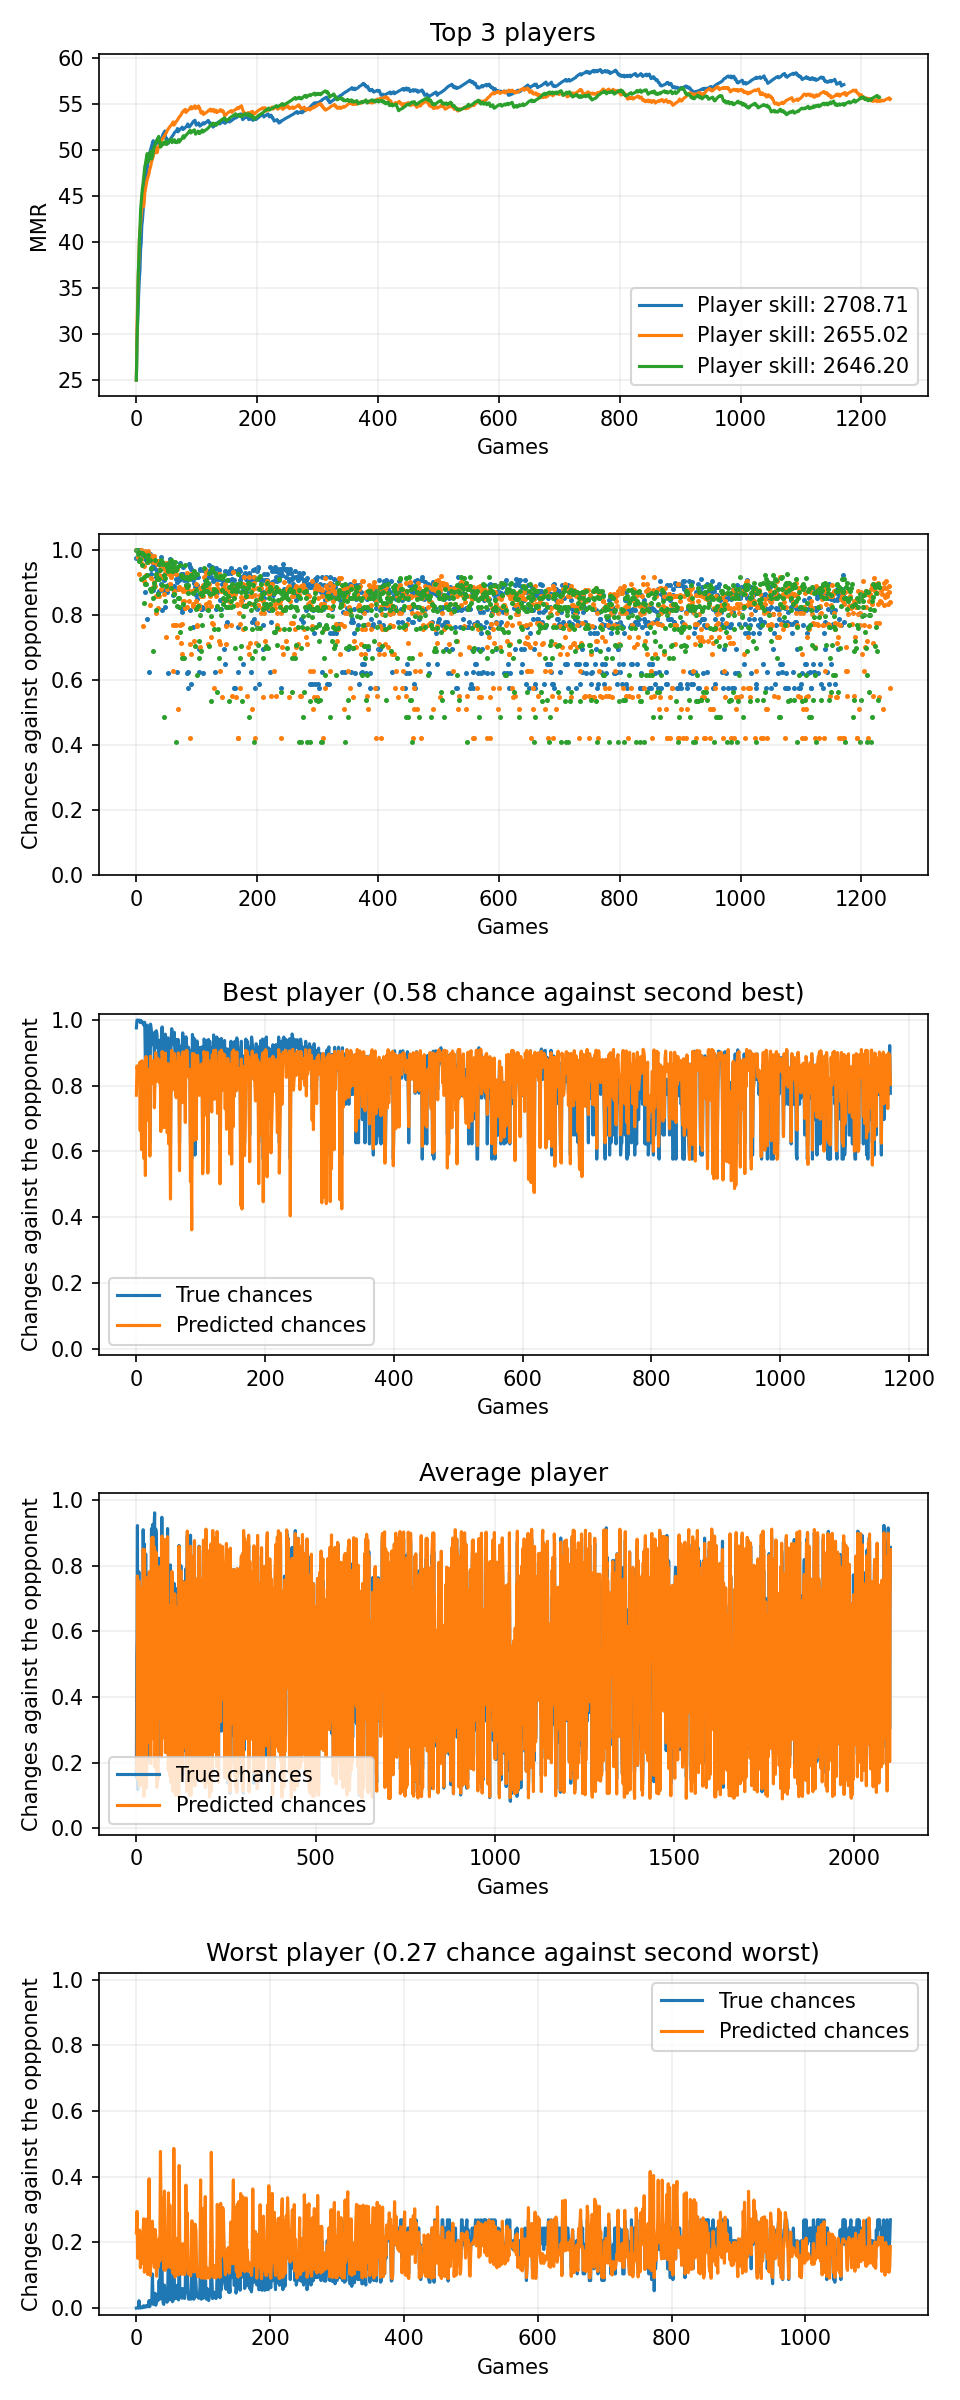 Top 3 players
60
55
50
45
40
35
30
25
MMR
Player skill: 2708.71
Player skill: 2655.02
Player skill: 2646.20
0 200 400 600 800 1000 1200
Games
1.0
0.8
0.6
0.4
0.2
0.0
Chances against opponents
0 200 400 600 800 1000 1200
Games
Best player (0.58 chance against second best)
1.0
0.8
0.6
0.4
0.2
0.0
Changes against the oppponent
True chances
Predicted chances
0 200 400 600 800 1000 1200
Games
Average player
1.0
0.8
0.6
0.4
0.2
0.0
Changes against the oppponent
True chances
Predicted chances
0 500 1000 1500 2000
Games
Worst player (0.27 chance against second worst)
1.0
0.8
0.6
0.4
0.2
0.0
Changes against the oppponent
True chances
Predicted chances
0 200 400 600 800 1000
Games